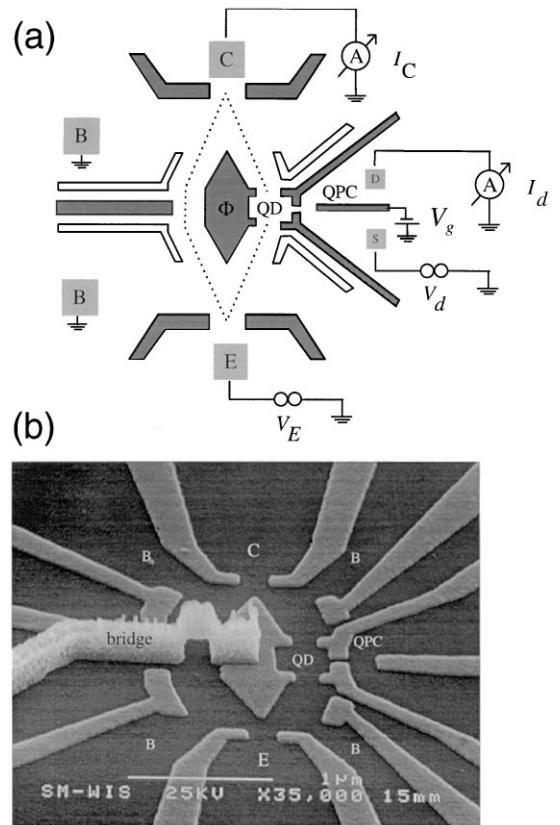 (a)
C
A
I_C
B
Φ
QD
QPC
D
A
I_d
V_g
S
V_d
B
E
V_E
(b)
C
B
B
bridge
QD
QPC
B
B
E
1μm
SM-WIS 25KV X35,000 15mm